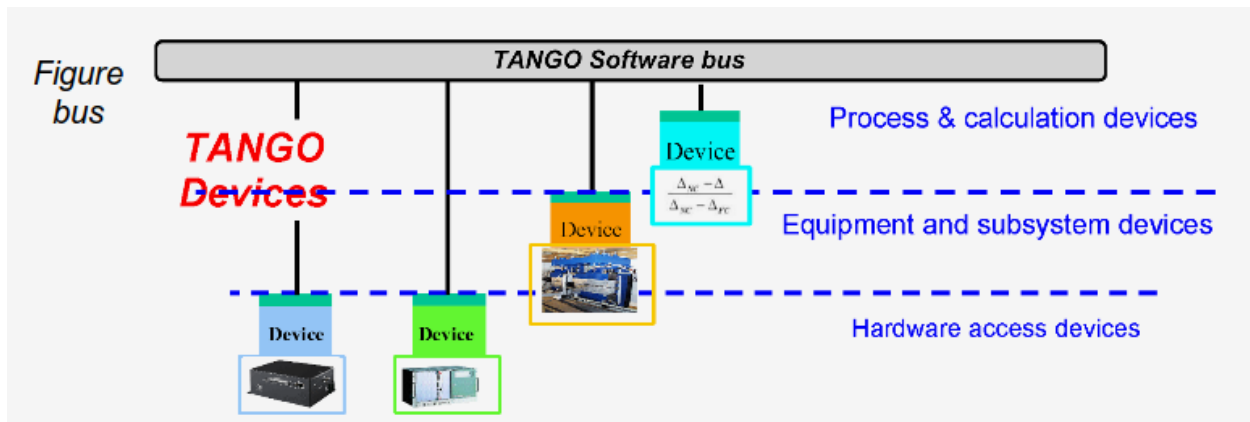 TANGO Software bus
Figure
bus
Process & calculation devices
TANGO
Devices
Device
Δsc − Δ
Δsc − Δrc
Equipment and subsystem devices
Device
Hardware access devices
Device
Device